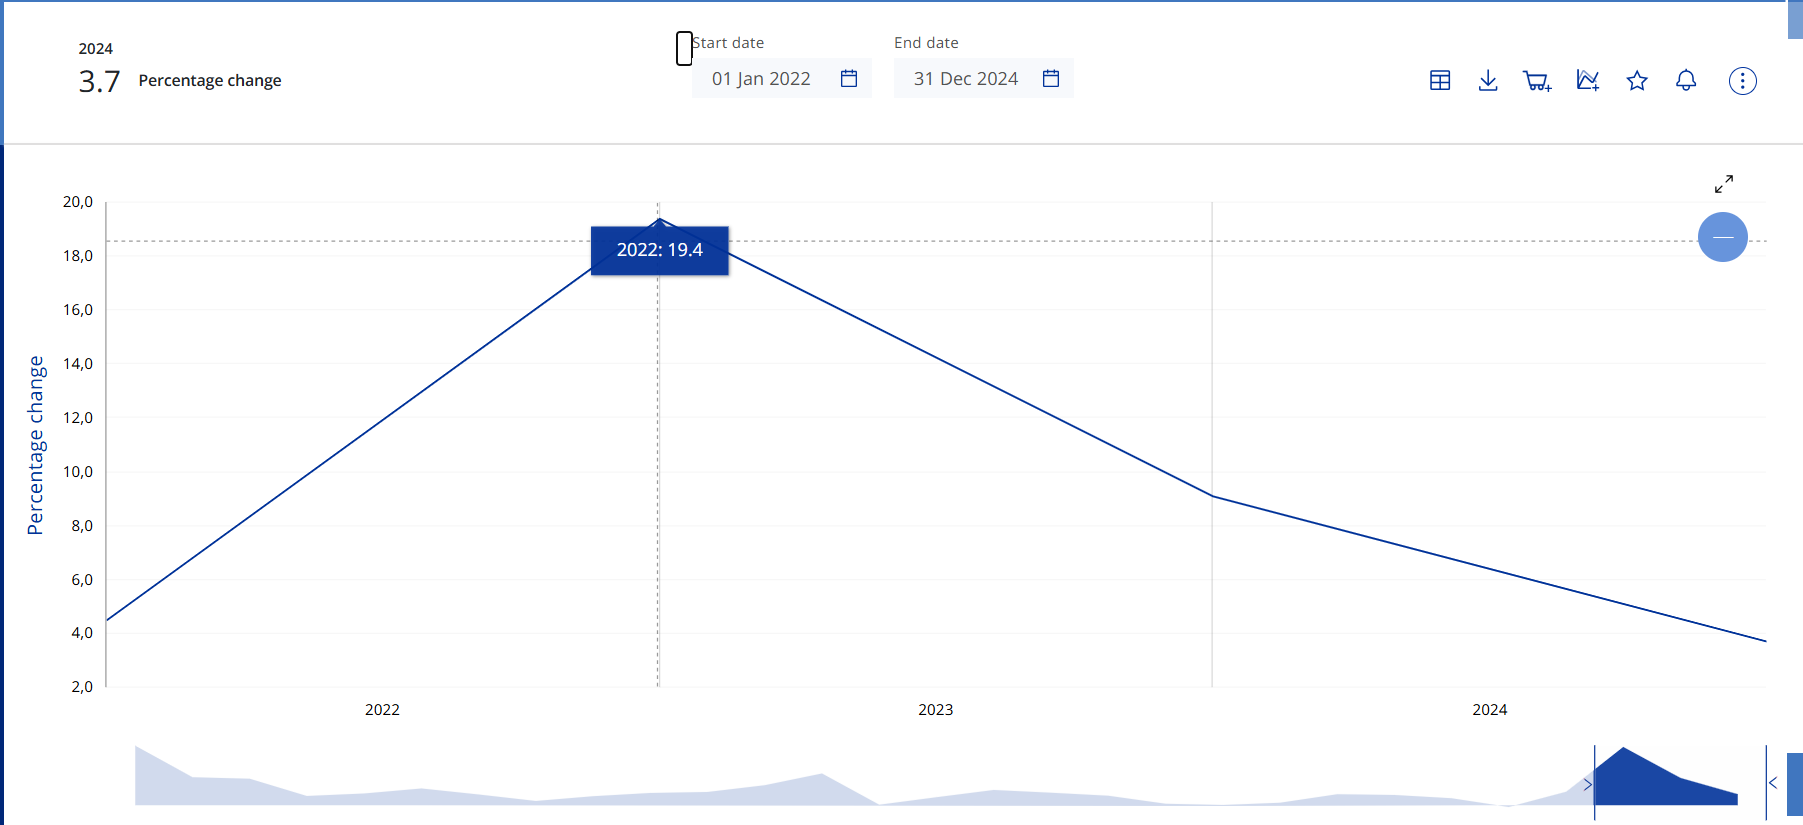 2024
3.7 Percentage change
Start date
01 Jan 2022
End date
31 Dec 2024
20,0
18,0
16,0
14,0
12,0
10,0
8,0
6,0
4,0
2,0
Percentage change
2022: 19.4
2022 2023 2024